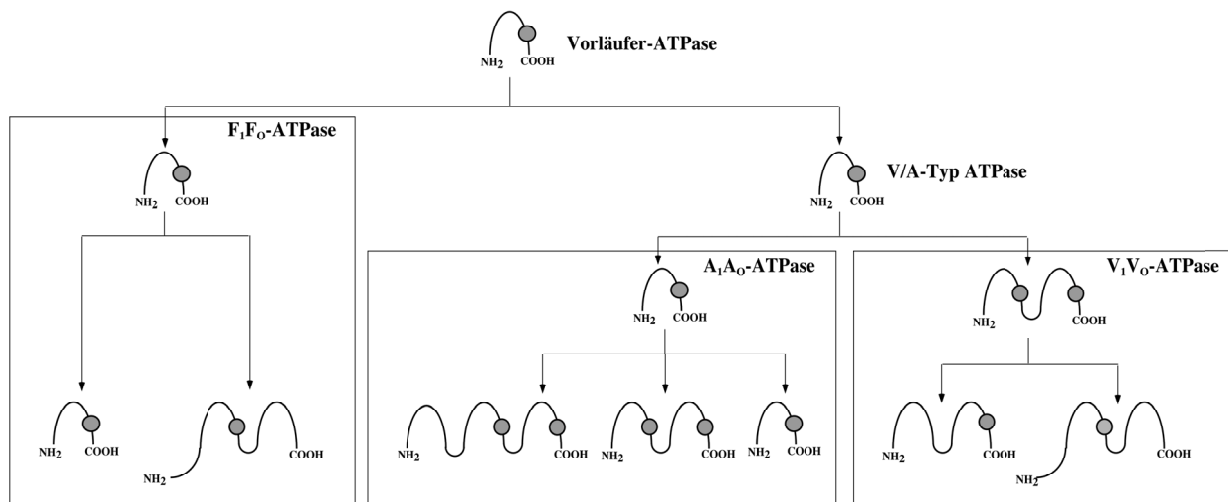 Vorläufer-ATPase
NH₂ COOH
F₁Fₒ-ATPase
NH₂ COOH
V/A-Typ ATPase
NH₂ COOH
A₁Aₒ-ATPase
NH₂ COOH
V₁Vₒ-ATPase
NH₂ COOH
NH₂ COOH
NH₂ COOH
NH₂ COOH
NH₂ COOH
NH₂ COOH
NH₂ COOH
NH₂ COOH